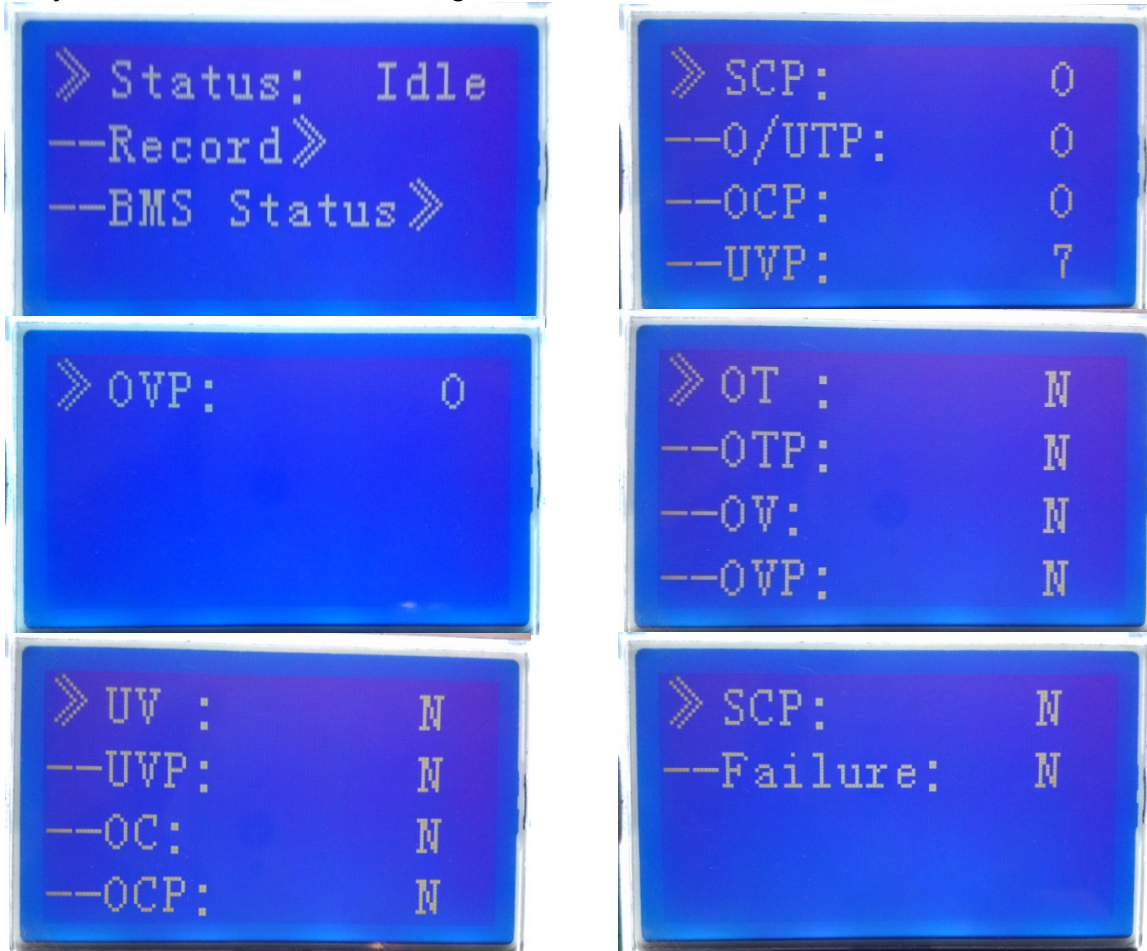 ≫Status: Idle
--Record≫
--BMS Status≫
≫SCP: 0
--O/UTP: 0
--OCP: 0
--UVP: 7
≫OVP: 0
≫OT : N
--OTP: N
--OV: N
--OVP: N
≫UV : N
--UVP: N
--OC: N
--OCP: N
≫SCP: N
--Failure: N